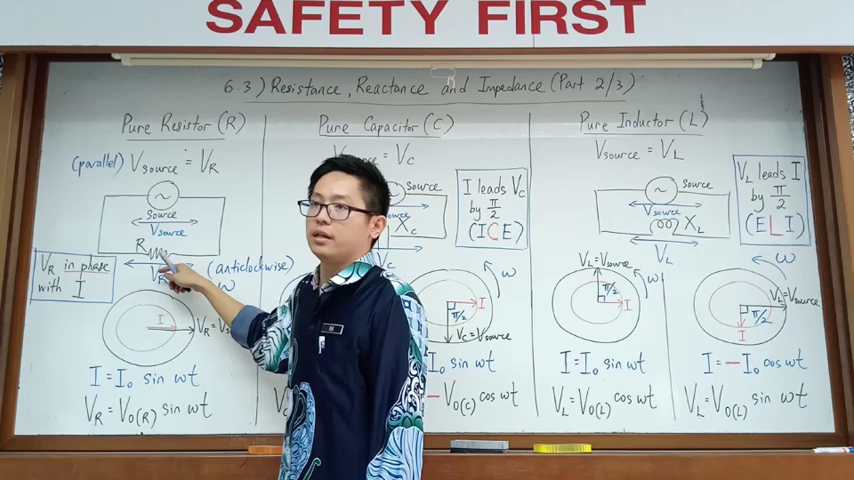 SAFETY FIRST
6.3) Resistance, Reactance and Impedance (Part 2/3)
Pure Resistor (R)
(parallel) Vsource = VR
~
source
Vsource
R
VR
(anticlockwise)
ω
VR in phase
with I
I
I = I₀ sin ωt
VR = V₀(R) sin ωt
Pure Capacitor (C)
= VC
source
XC
I leads VC
by π/2
(ICE)
ω
I
π/2
VC = Vsource
sin ωt
- V₀(C) cos ωt
Pure Inductor (L)
Vsource = VL
~
source
Vsource
XL
VL
VL leads I
by π/2
(ELI)
VL = Vsource
ω
I
π/2
I = I₀ sin ωt
VL = V₀(L) cos ωt
ω
VL = Vsource
π/2
I
I = - I₀ cos ωt
VL = V₀(L) sin ωt